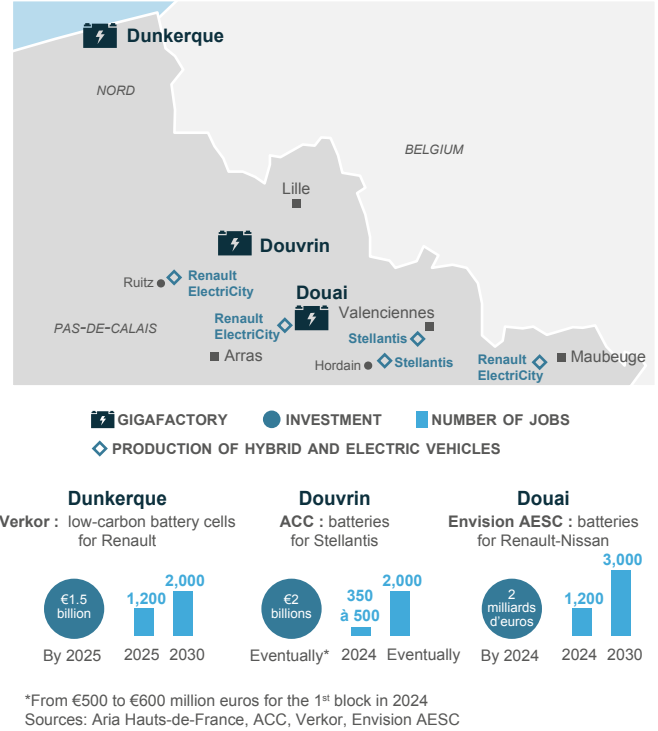 Dunkerque
NORD
BELGIUM
Lille
Douvrin
Ruitz
Renault
ElectriCity
Douai
Renault
ElectriCity
Valenciennes
PAS-DE-CALAIS
Stellantis
Arras
Hordain
Stellantis
Renault
ElectriCity
Maubeuge
GIGAFACTORY
INVESTMENT
NUMBER OF JOBS
PRODUCTION OF HYBRID AND ELECTRIC VEHICLES
Dunkerque
Verkor : low-carbon battery cells
for Renault
€1.5
billion
1,200
2,000
By 2025
2025
2030
Douvrin
ACC : batteries
for Stellantis
€2
billions
350
à 500
2,000
Eventually*
2024
Eventually
Douai
Envision AESC : batteries
for Renault-Nissan
2
milliards
d'euros
1,200
3,000
By 2024
2024
2030
*From €500 to €600 million euros for the 1st block in 2024
Sources: Aria Hauts-de-France, ACC, Verkor, Envision AESC